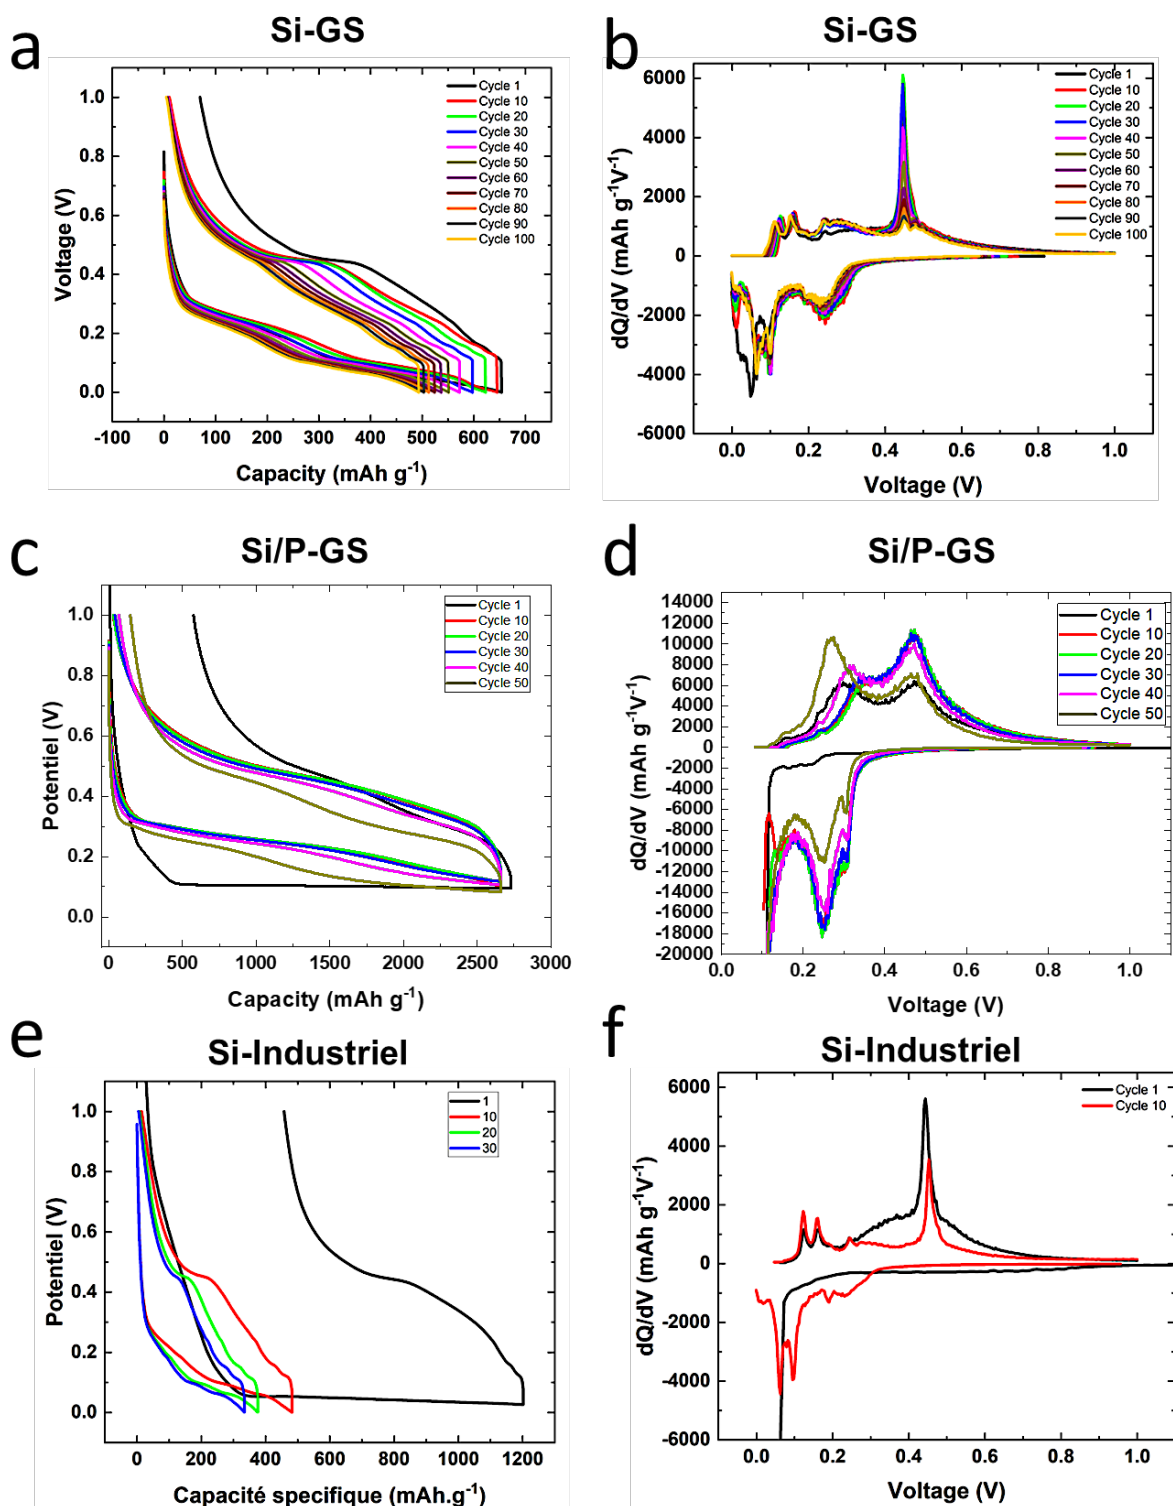 a
Si-GS
Cycle 1
Cycle 10
Cycle 20
Cycle 30
Cycle 40
Cycle 50
Cycle 60
Cycle 70
Cycle 80
Cycle 90
Cycle 100
Voltage (V)
1.0
0.8
0.6
0.4
0.2
0.0
-100 0 100 200 300 400 500 600 700
Capacity (mAh g⁻¹)
b
Si-GS
Cycle 1
Cycle 10
Cycle 20
Cycle 30
Cycle 40
Cycle 50
Cycle 60
Cycle 70
Cycle 80
Cycle 90
Cycle 100
dQ/dV (mAh g⁻¹V⁻¹)
6000
4000
2000
0
-2000
-4000
-6000
0.0 0.2 0.4 0.6 0.8 1.0
Voltage (V)
c
Si/P-GS
Cycle 1
Cycle 10
Cycle 20
Cycle 30
Cycle 40
Cycle 50
Potentiel (V)
1.0
0.8
0.6
0.4
0.2
0.0
0 500 1000 1500 2000 2500 3000
Capacity (mAh g⁻¹)
d
Si/P-GS
Cycle 1
Cycle 10
Cycle 20
Cycle 30
Cycle 40
Cycle 50
dQ/dV (mAh g⁻¹V⁻¹)
14000
12000
10000
8000
6000
4000
2000
0
-2000
-4000
-6000
-8000
-10000
-12000
-14000
-16000
-18000
-20000
0.0 0.2 0.4 0.6 0.8 1.0
Voltage (V)
e
Si-Industriel
1
10
20
30
Potentiel (V)
1.0
0.8
0.6
0.4
0.2
0.0
0 200 400 600 800 1000 1200
Capacité specifique (mAh.g⁻¹)
f
Si-Industriel
Cycle 1
Cycle 10
dQ/dV (mAh g⁻¹V⁻¹)
6000
4000
2000
0
-2000
-4000
-6000
0.0 0.2 0.4 0.6 0.8 1.0
Voltage (V)